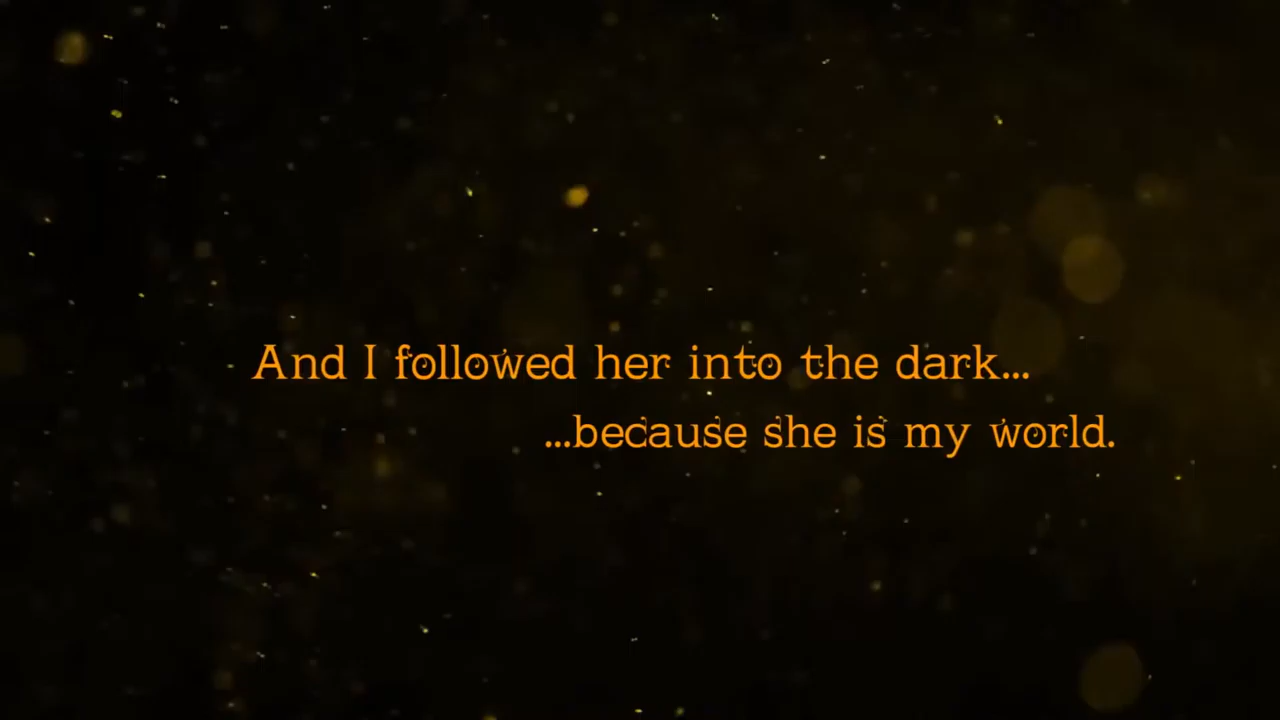 And I followed her into the dark...
...because she is my world.